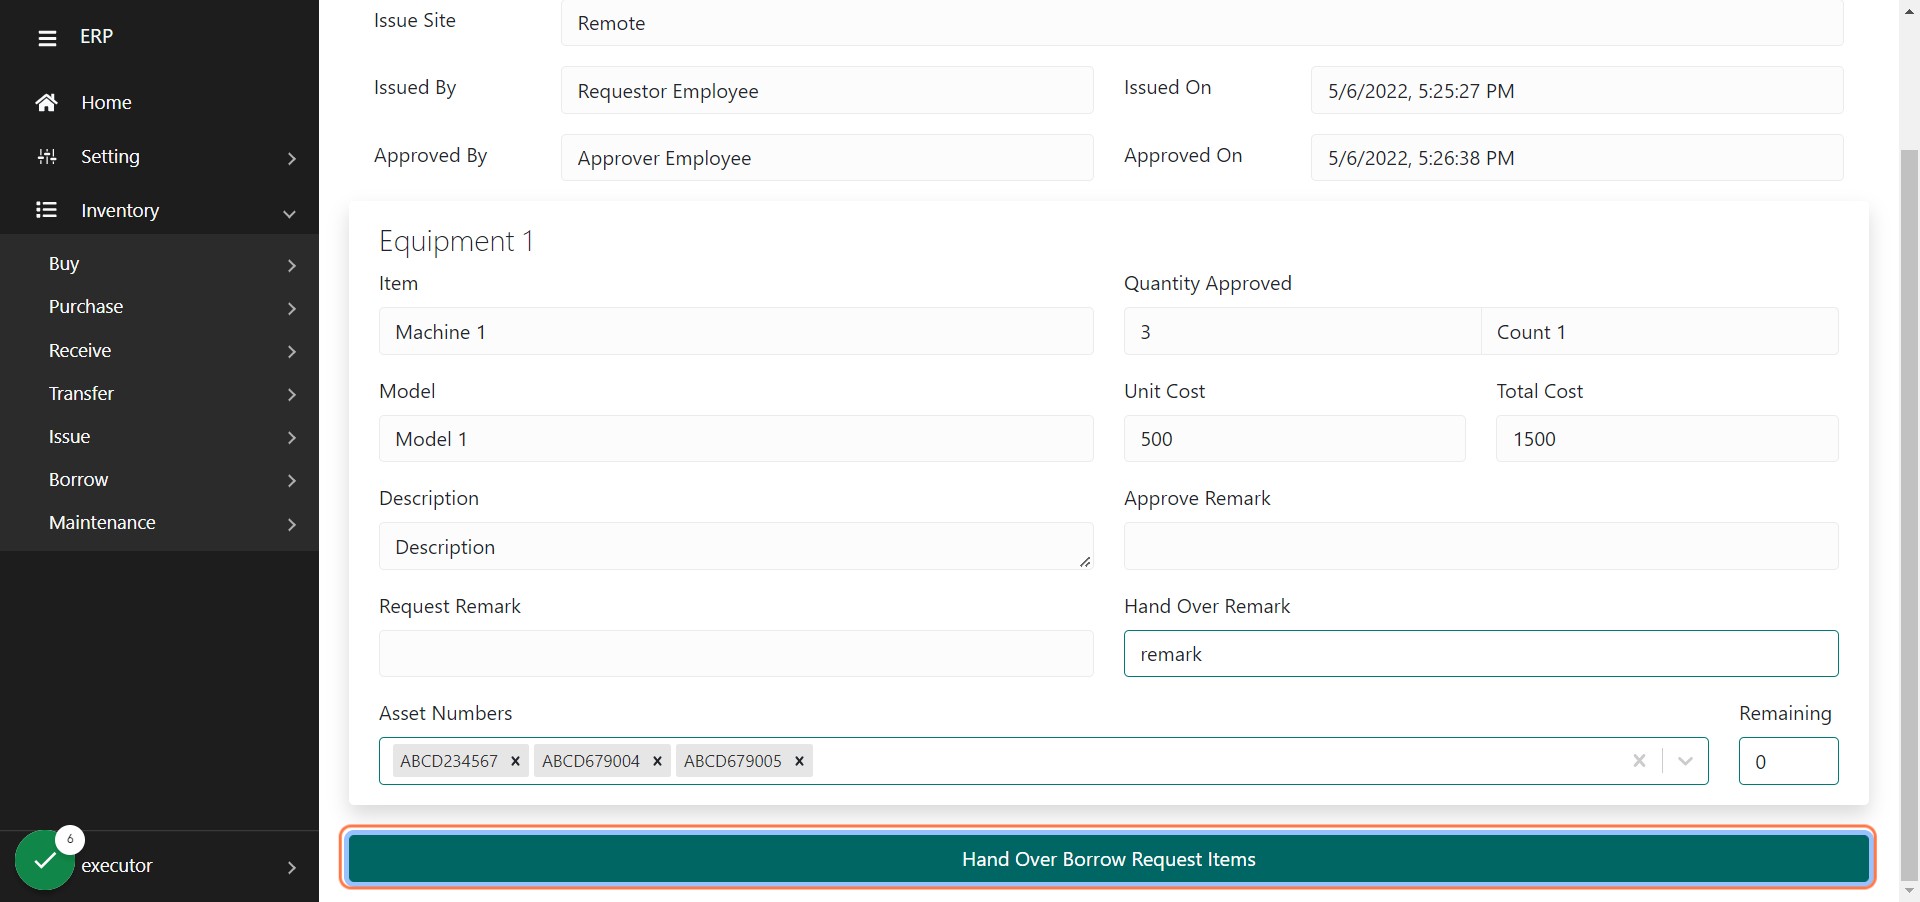 ERP
Home
Setting
Inventory
Buy
Purchase
Receive
Transfer
Issue
Borrow
Maintenance
6
executor
Issue Site
Remote
Issued By
Requestor Employee
Issued On
5/6/2022, 5:25:27 PM
Approved By
Approver Employee
Approved On
5/6/2022, 5:26:38 PM
Equipment 1
Item
Quantity Approved
Machine 1
3
Count 1
Model
Unit Cost
Total Cost
Model 1
500
1500
Description
Approve Remark
Description
Request Remark
Hand Over Remark
remark
Asset Numbers
Remaining
ABCD234567
ABCD679004
ABCD679005
0
Hand Over Borrow Request Items